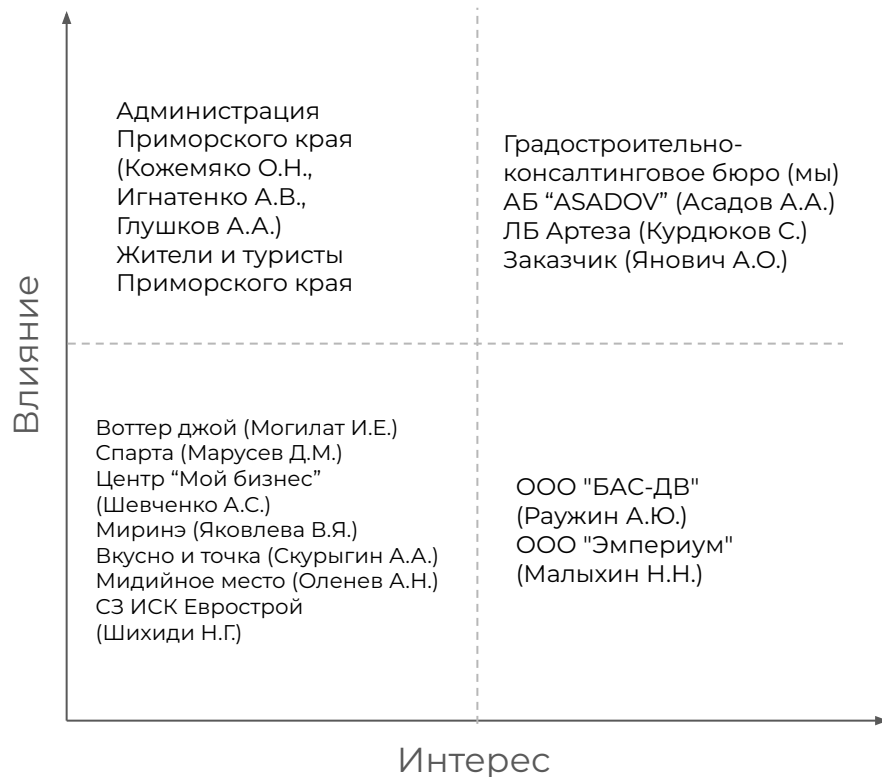 Администрация
Приморского края
(Кожемяко О.Н.,
Игнатенко А.В.,
Глушков А.А.)
Жители и туристы
Приморского края
Градостроительно-
консалтинговое бюро (мы)
АБ “ASADOV” (Асадов А.А.)
ЛБ Артеза (Курдюков С.)
Заказчик (Янович А.О.)
Влияние
Воттер джой (Могилат И.Е.)
Спарта (Марусев Д.М.)
Центр “Мой бизнес”
(Шевченко А.С.)
Миринэ (Яковлева В.Я.)
Вкусно и точка (Скурыгин А.А.)
Мидийное место (Оленев А.Н.)
СЗ ИСК Еврострой
(Шихиди Н.Г.)
ООО "БАС-ДВ"
(Раужин А.Ю.)
ООО "Эмпериум"
(Малыхин Н.Н.)
Интерес